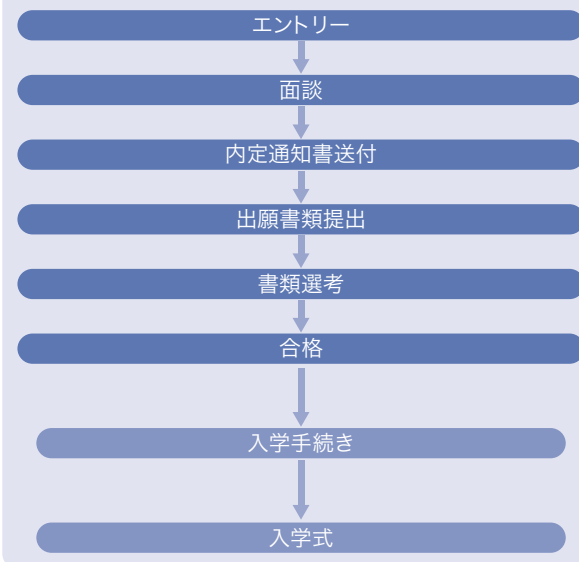 エントリー
面談
内定通知書送付
出願書類提出
書類選考
合格
入学手続き
入学式